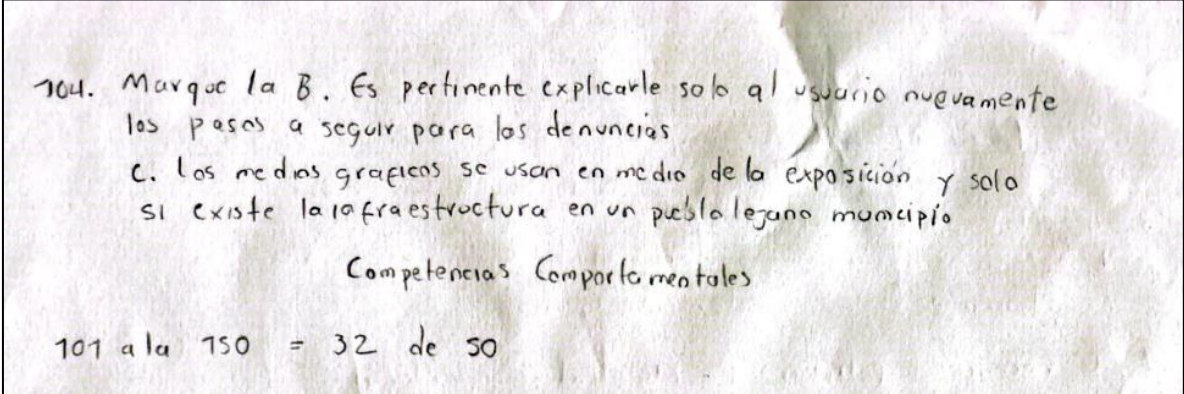 104. Marque la B. Es pertinente explicarle solo al usuario nuevamente
los pasos a seguir para las denuncias
C. los medios graficos se usan en medio de la exposición y solo
si existe la infraestructura en un pueblo lejano municipio
Competencias Comportamentales
101 a la 150 = 32 de 50